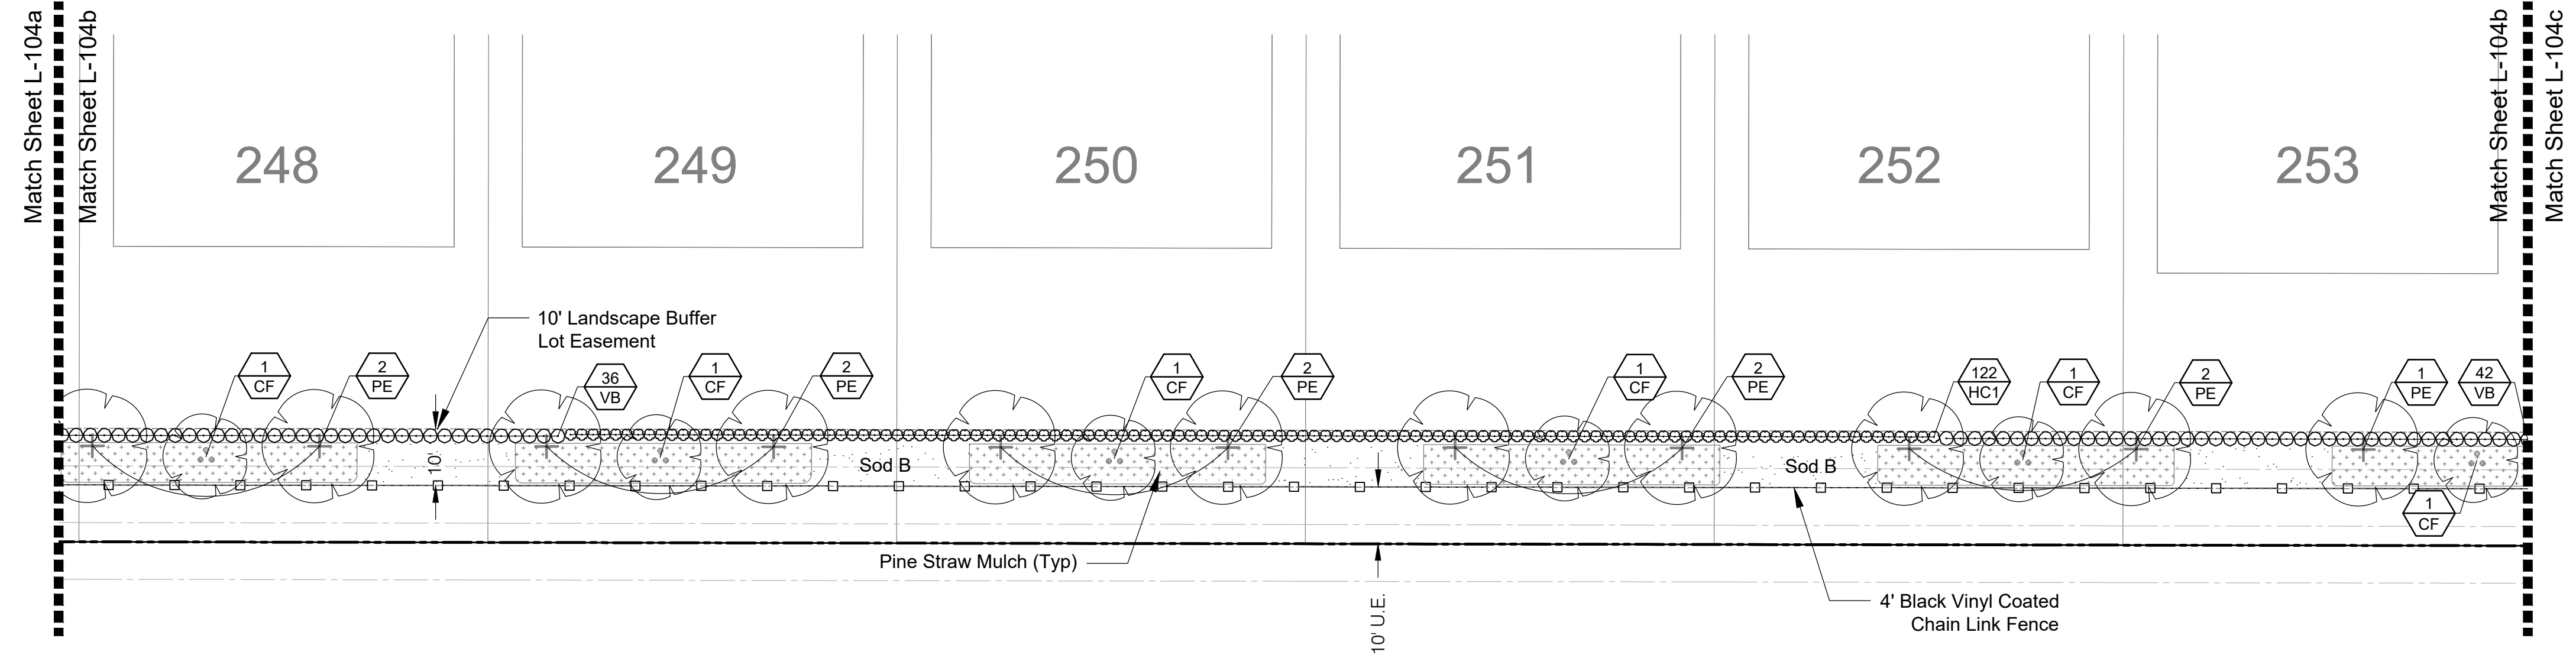 Match Sheet L-104a
Match Sheet L-104b
248
249
250
251
252
253
Match Sheet L-104b
Match Sheet L-104c
10' Landscape Buffer
Lot Easement
1
CF
2
PE
36
VB
1
CF
2
PE
1
CF
2
PE
1
CF
2
PE
122
HC1
1
CF
2
PE
1
PE
42
VB
10'
Sod B
Sod B
1
CF
Pine Straw Mulch (Typ)
10' U.E.
4' Black Vinyl Coated
Chain Link Fence